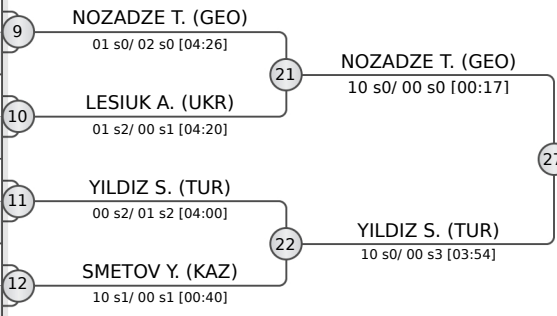 9
NOZADZE T. (GEO)
01 s0/ 02 s0 [04:26]
21
NOZADZE T. (GEO)
10 s0/ 00 s0 [00:17]
10
LESIUK A. (UKR)
01 s2/ 00 s1 [04:20]
27
11
YILDIZ S. (TUR)
00 s2/ 01 s2 [04:00]
22
YILDIZ S. (TUR)
10 s0/ 00 s3 [03:54]
12
SMETOV Y. (KAZ)
10 s1/ 00 s1 [00:40]